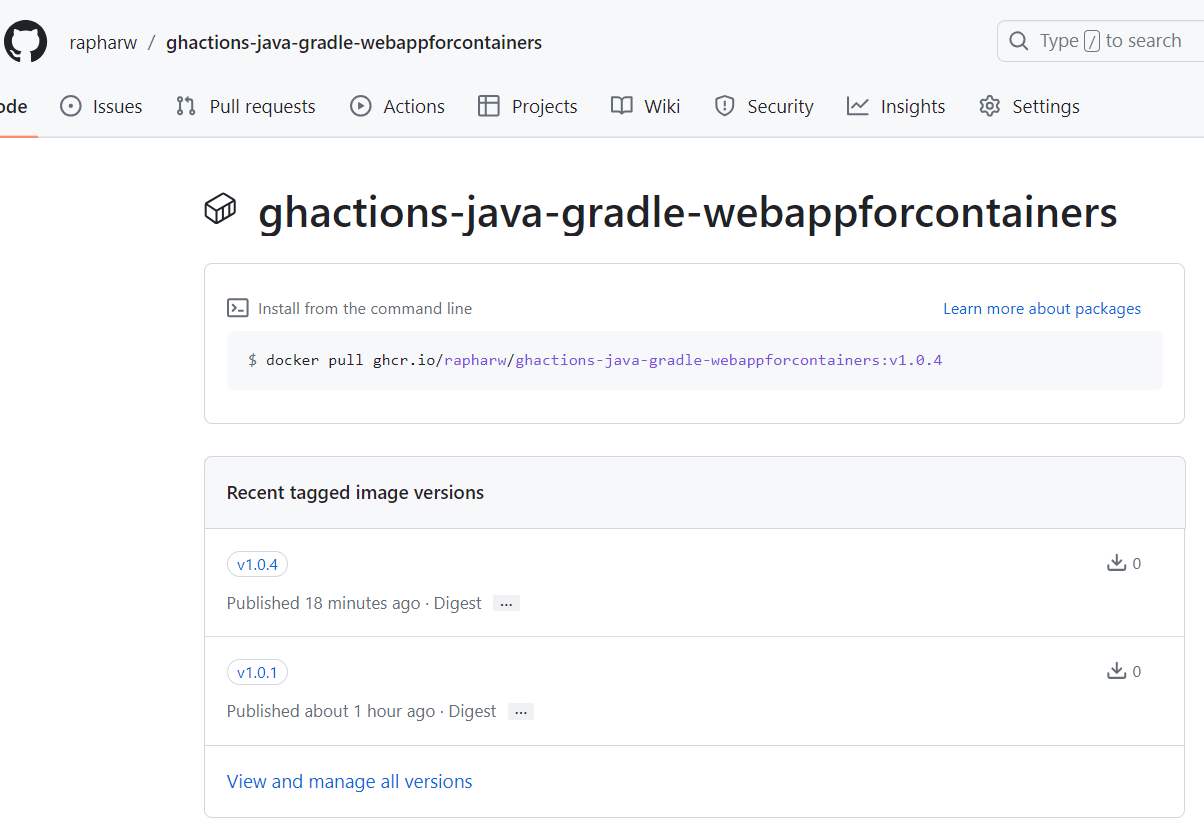 rapharw / ghactions-java-gradle-webappforcontainers
Type / to search
ode Issues Pull requests Actions Projects Wiki Security Insights Settings
ghactions-java-gradle-webappforcontainers
Install from the command line Learn more about packages
$ docker pull ghcr.io/rapharw/ghactions-java-gradle-webappforcontainers:v1.0.4
Recent tagged image versions
v1.0.4 0
Published 18 minutes ago · Digest ...
v1.0.1 0
Published about 1 hour ago · Digest ...
View and manage all versions